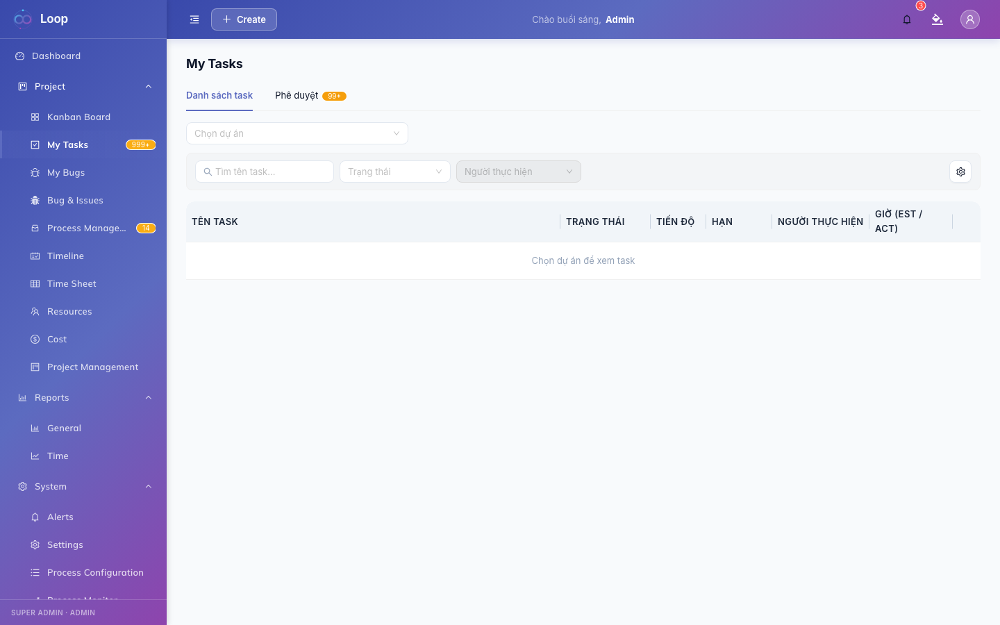 Loop
Create
Chào buổi sáng, Admin
3
Dashboard
Project
Kanban Board
My Tasks 999+
My Bugs
Bug & Issues
Process Manage... 14
Timeline
Time Sheet
Resources
Cost
Project Management
Reports
General
Time
System
Alerts
Settings
Process Configuration
Process Monitor
SUPER ADMIN · ADMIN
My Tasks
Danh sách task
Phê duyệt 99+
Chọn dự án
Tìm tên task...
Trạng thái
Người thực hiện
TÊN TASK
TRẠNG THÁI
TIẾN ĐỘ
HẠN
NGƯỜI THỰC HIỆN
GIỜ (EST /
ACT)
Chọn dự án để xem task